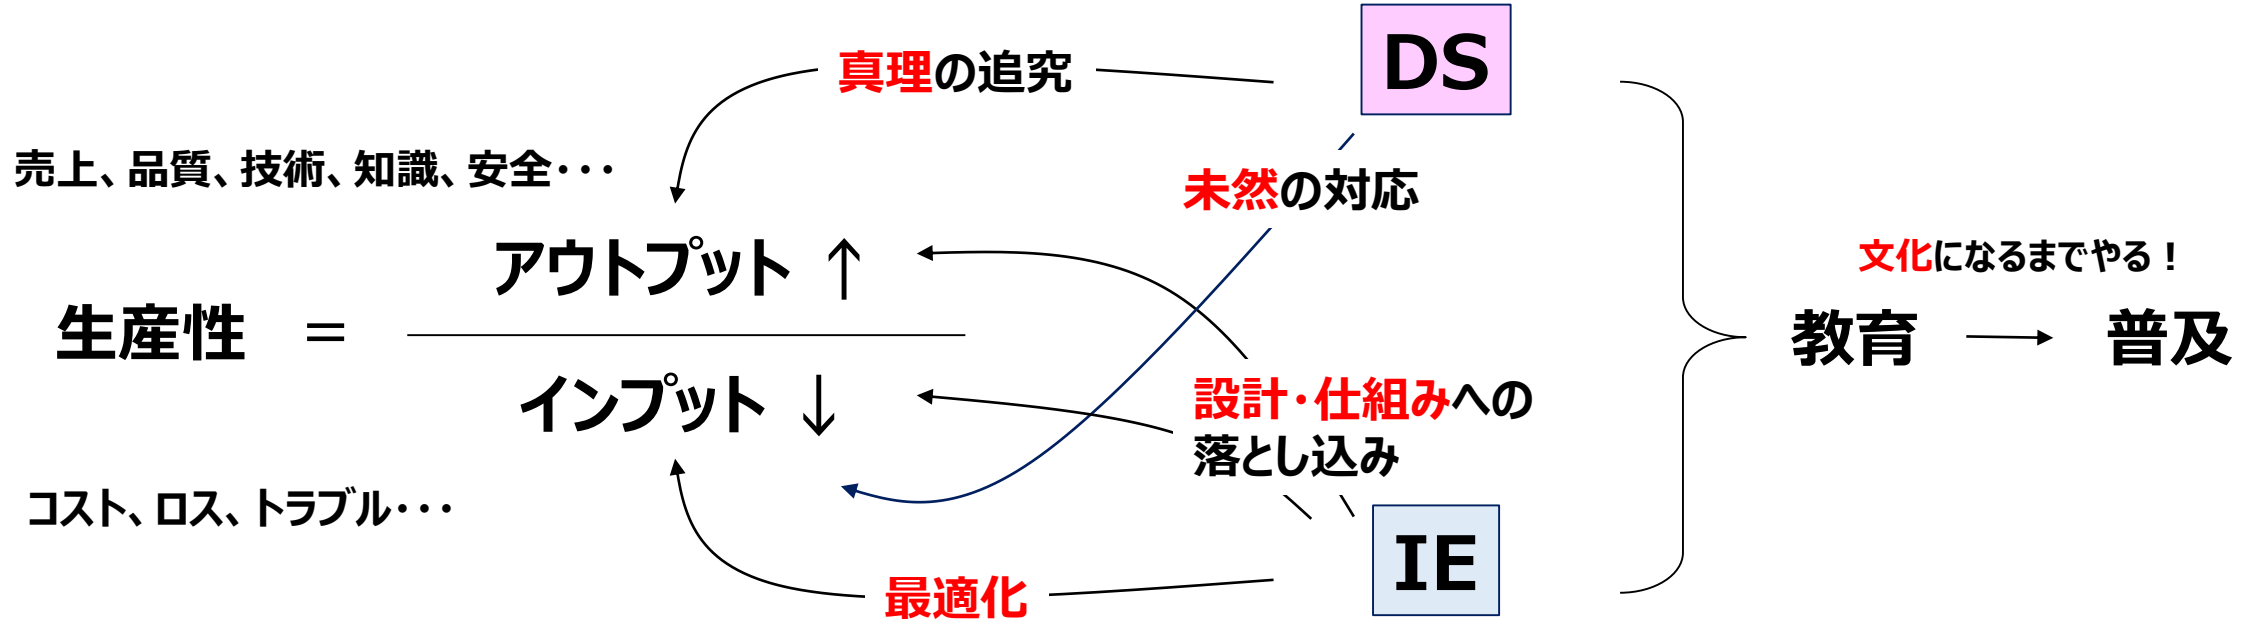 DS
真理の追究
売上、品質、技術、知識、安全・・・
未然の対応
アウトプット ↑
生産性 =
インプット ↓
設計・仕組みへの
落とし込み
コスト、ロス、トラブル・・・
IE
最適化
文化になるまでやる！
教育 → 普及